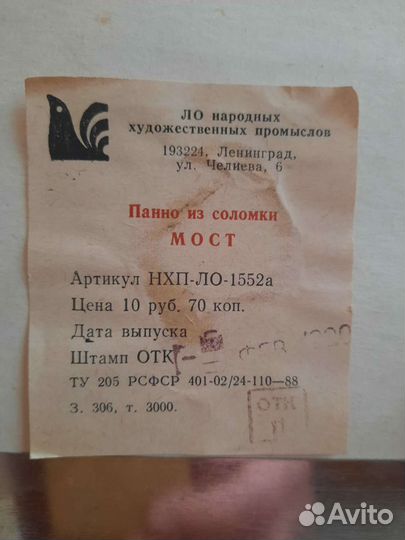 ЛО народных
художественных промыслов
193224, Ленинград,
ул. Челиева, 6
Панно из соломки
МОСТ
Артикул НХП-ЛО-1552а
Цена 10 руб. 70 коп.
Дата выпуска
Штамп ОТК
ТУ 205 РСФСР 401-02/24-110—88
З. 306, т. 3000.
Avito